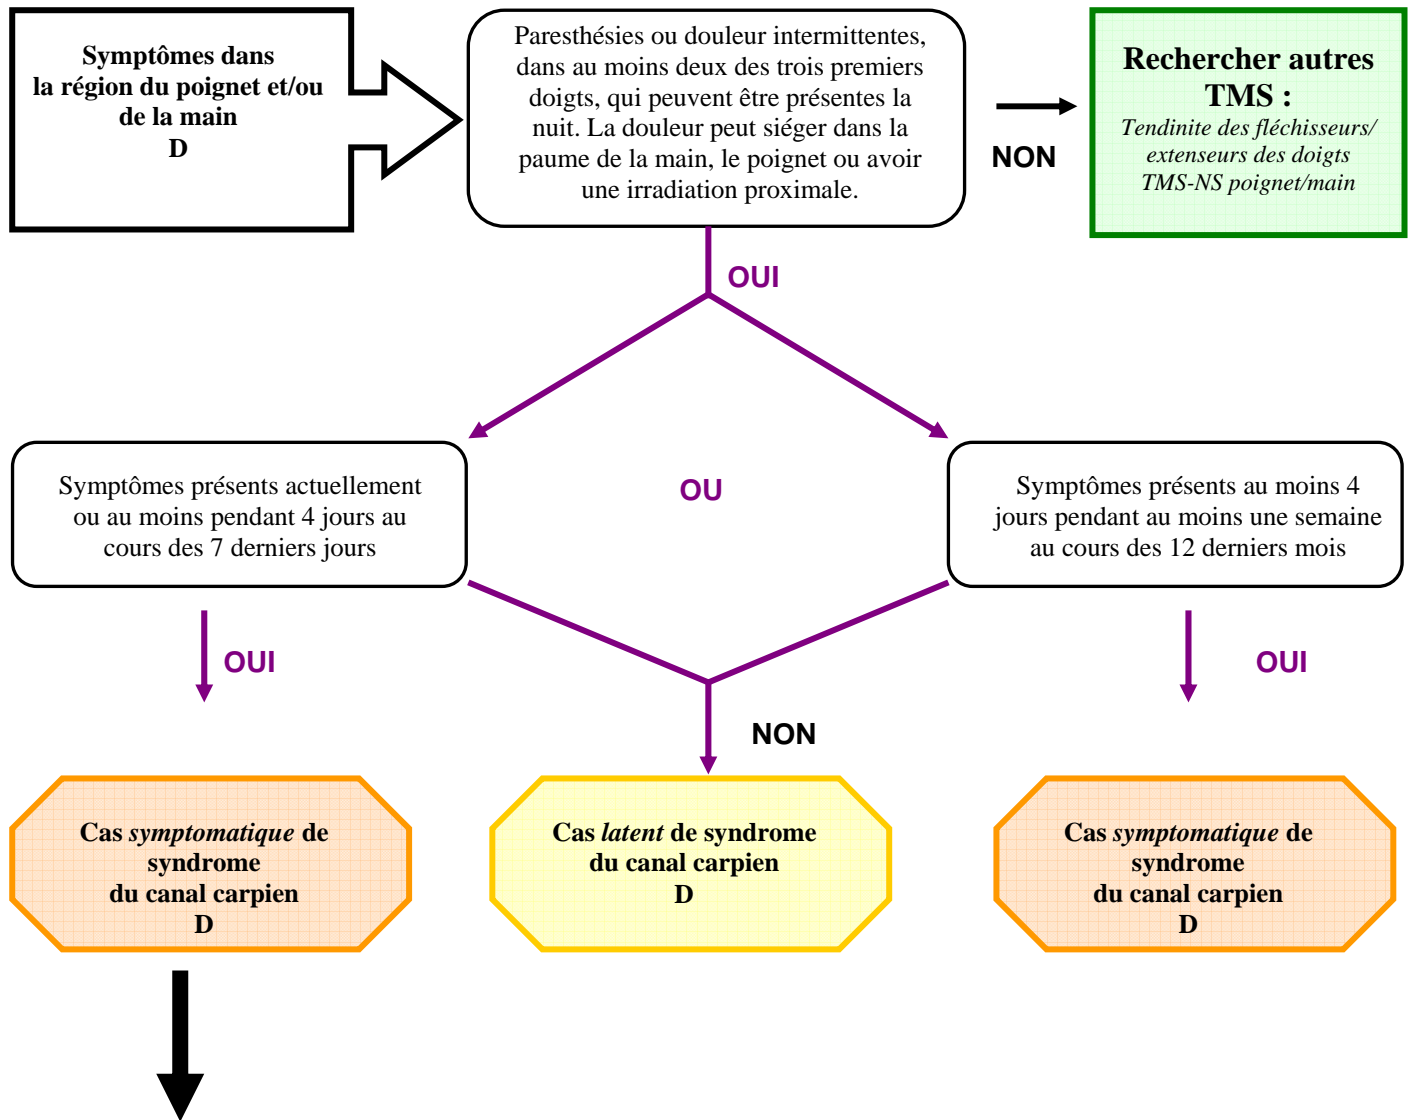 Symptômes dans
la région du poignet et/ou
de la main
D
Paresthésies ou douleur intermittentes,
dans au moins deux des trois premiers
doigts, qui peuvent être présentes la
nuit. La douleur peut siéger dans la
paume de la main, le poignet ou avoir
une irradiation proximale.
NON
Rechercher autres
TMS :
Tendinite des fléchisseurs/
extenseurs des doigts
TMS-NS poignet/main
OUI
Symptômes présents actuellement
ou au moins pendant 4 jours au
cours des 7 derniers jours
OU
Symptômes présents au moins 4
jours pendant au moins une semaine
au cours des 12 derniers mois
OUI
NON
OUI
Cas symptomatique de
syndrome
du canal carpien
D
Cas latent de syndrome
du canal carpien
D
Cas symptomatique de
syndrome
du canal carpien
D